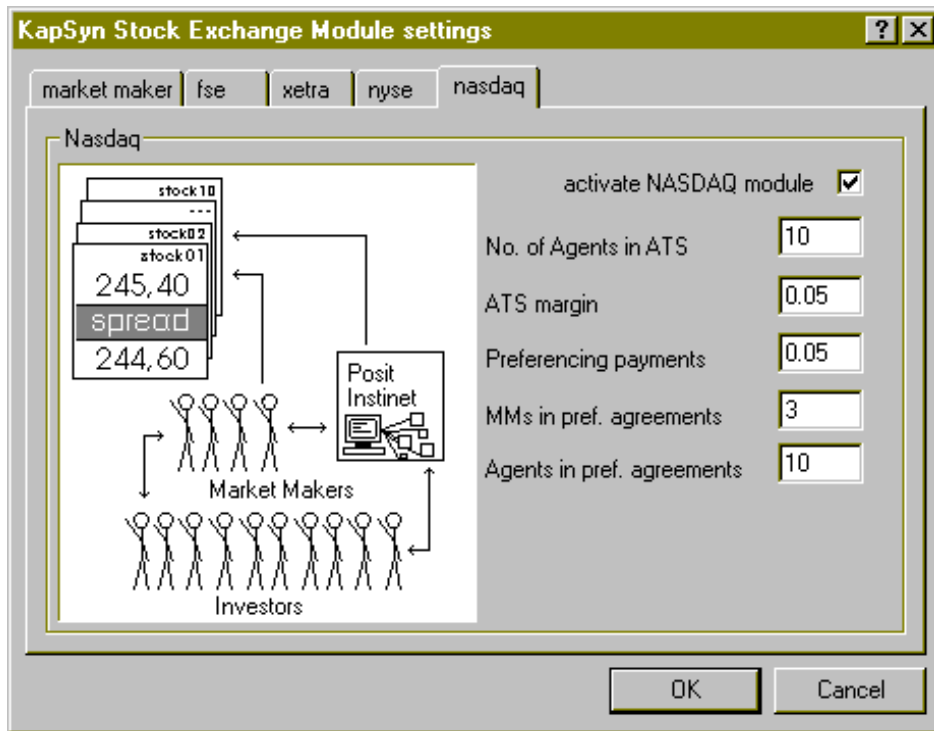 KapSyn Stock Exchange Module settings
market maker fse xetra nyse nasdaq
Nasdaq
stock10
---
stock02
stock01
245,40
spread
244,60
Posit
Instinet
Market Makers
Investors
activate NASDAQ module
No. of Agents in ATS 10
ATS margin 0.05
Preferencing payments 0.05
MMs in pref. agreements 3
Agents in pref. agreements 10
OK Cancel